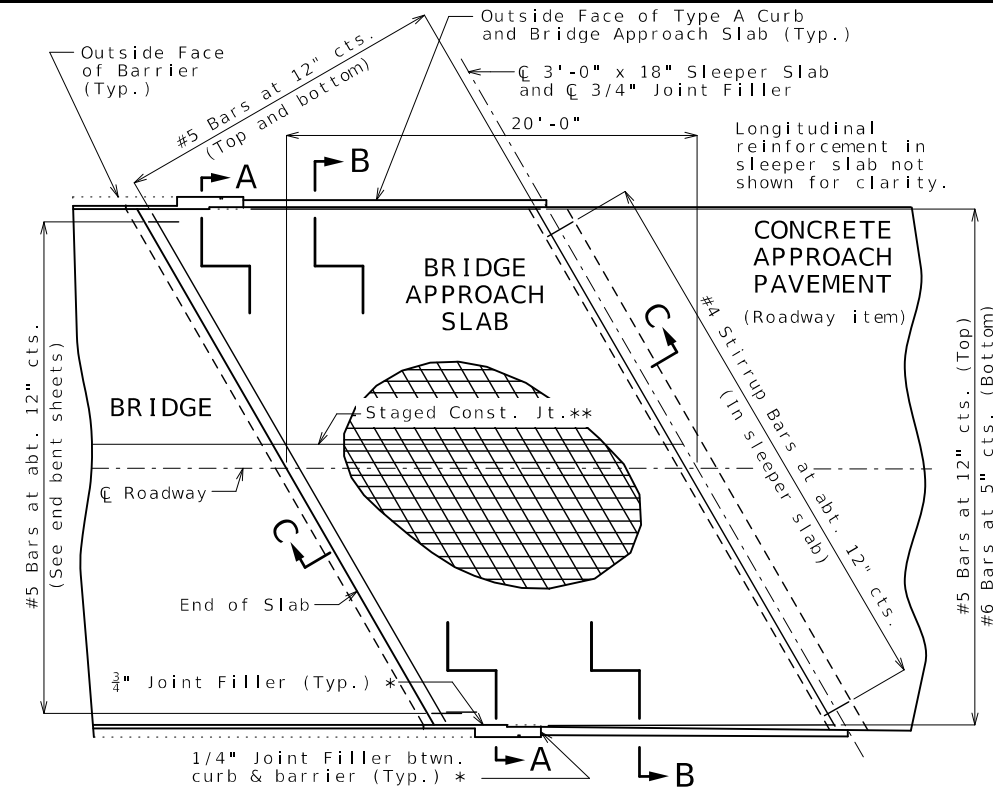 Outside Face of Type A Curb
and Bridge Approach Slab (Typ.)
Outside Face
of Barrier
(Typ.)
#5 Bars at 12" cts.
(Top and bottom)
℄ 3'-0" x 18" Sleeper Slab
and ℄ 3/4" Joint Filler
20'-0"
Longitudinal
reinforcement in
sleeper slab not
shown for clarity.
A
B
CONCRETE
APPROACH
PAVEMENT
(Roadway item)
BRIDGE
APPROACH
SLAB
C
#4 Stirrup Bars at abt. 12" cts.
(In sleeper slab)
#5 Bars at abt. 12" cts.
(See end bent sheets)
#5 Bars at 12" cts. (Top)
#6 Bars at 5" cts. (Bottom)
BRIDGE
Staged Const. Jt.**
℄ Roadway
C
End of Slab
3/4" Joint Filler (Typ.) *
1/4" Joint Filler btwn.
curb & barrier (Typ.) *
A
B